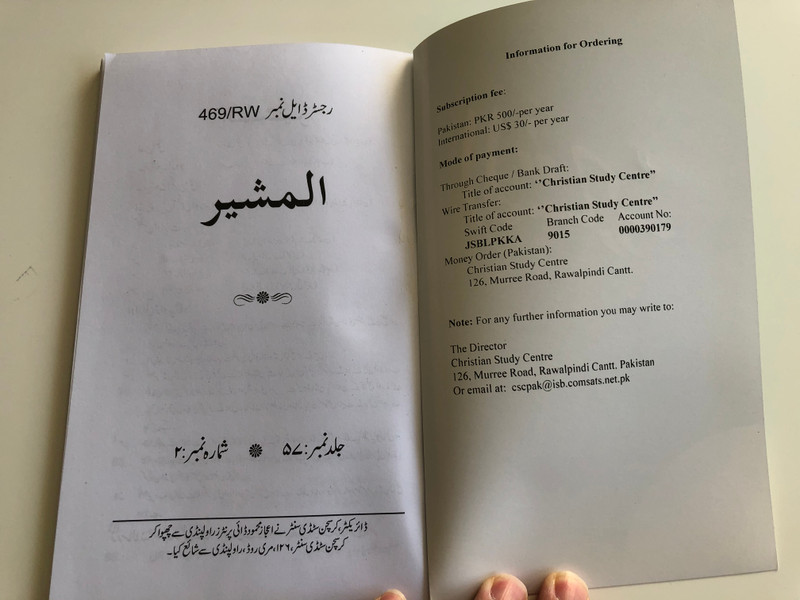 رجسٹرڈ ایل نمبر 469/RW
المشیر
جلد نمبر: ۵۷ شمارہ نمبر: ۲
ڈائریکٹر، کرسچن سٹڈی سنٹر نے اعجاز محمود ڈائی پرنٹرز راولپنڈی سے چھپوا کر
کرسچن سٹڈی سنٹر، ۱۲۶، مری روڈ، راولپنڈی سے شائع کیا۔
Information for Ordering
Subscription fee:
Pakistan: PKR 500/-per year
International: US$ 30/- per year
Mode of payment:
Through Cheque / Bank Draft:
Title of account: ‘’Christian Study Centre”
Wire Transfer:
Title of account: ‘’Christian Study Centre”
Swift Code Branch Code Account No:
JSBLPKKA 9015 0000390179
Money Order (Pakistan):
Christian Study Centre
126, Murree Road, Rawalpindi Cantt.
Note: For any further information you may write to:
The Director
Christian Study Centre
126, Murree Road, Rawalpindi Cantt. Pakistan
Or email at: cscpak@isb.comsats.net.pk